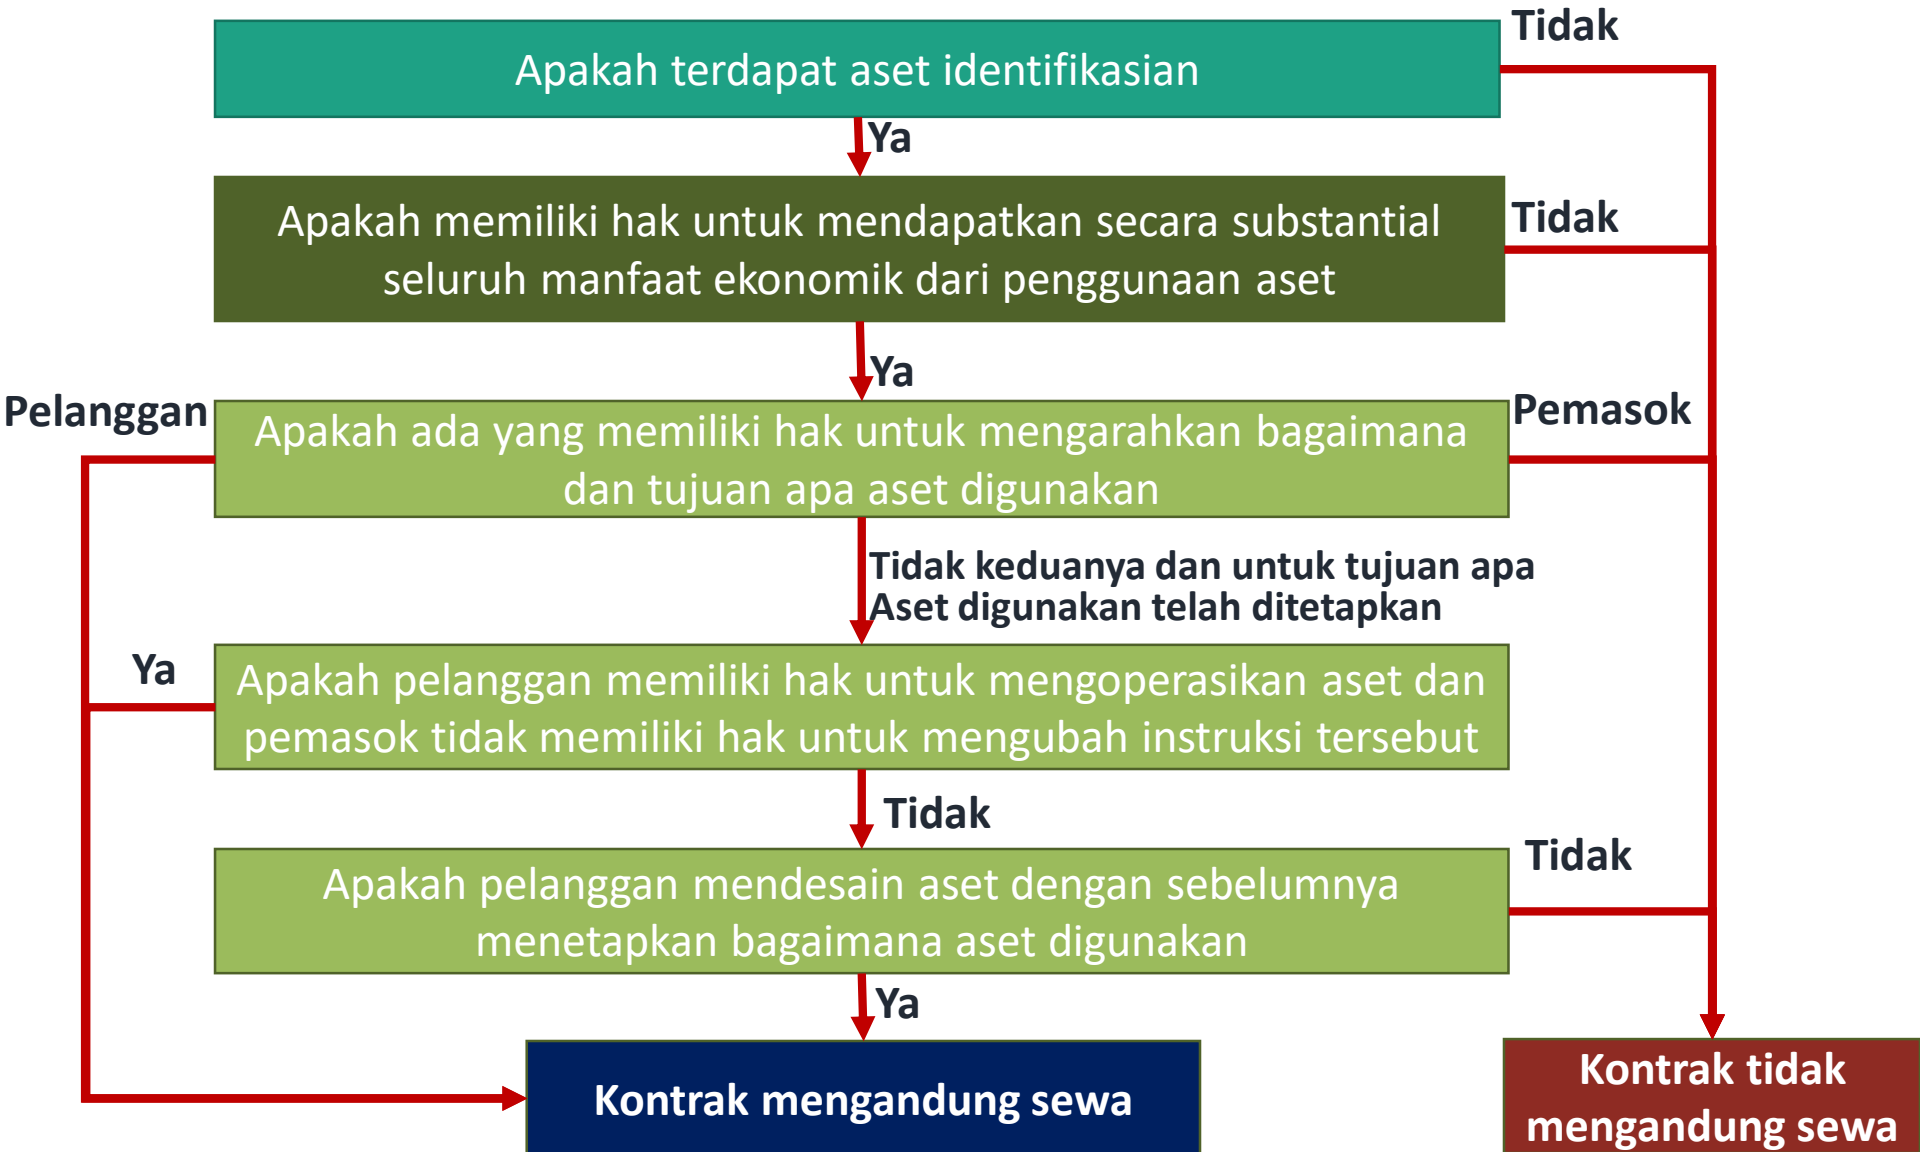 Tidak
Apakah terdapat aset identifikasian
Ya
Apakah memiliki hak untuk mendapatkan secara substantial
seluruh manfaat ekonomik dari penggunaan aset
Tidak
Ya
Pelanggan
Apakah ada yang memiliki hak untuk mengarahkan bagaimana
dan tujuan apa aset digunakan
Pemasok
Tidak keduanya dan untuk tujuan apa
Aset digunakan telah ditetapkan
Ya
Apakah pelanggan memiliki hak untuk mengoperasikan aset dan
pemasok tidak memiliki hak untuk mengubah instruksi tersebut
Tidak
Apakah pelanggan mendesain aset dengan sebelumnya
menetapkan bagaimana aset digunakan
Tidak
Ya
Kontrak mengandung sewa
Kontrak tidak
mengandung sewa